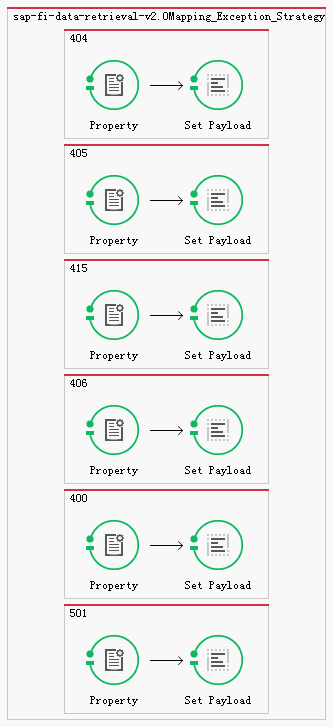 sap-fi-data-retrieval-v2.0Mapping_Exception_Strategy
404
Property Set Payload
405
Property Set Payload
415
Property Set Payload
406
Property Set Payload
400
Property Set Payload
501
Property Set Payload